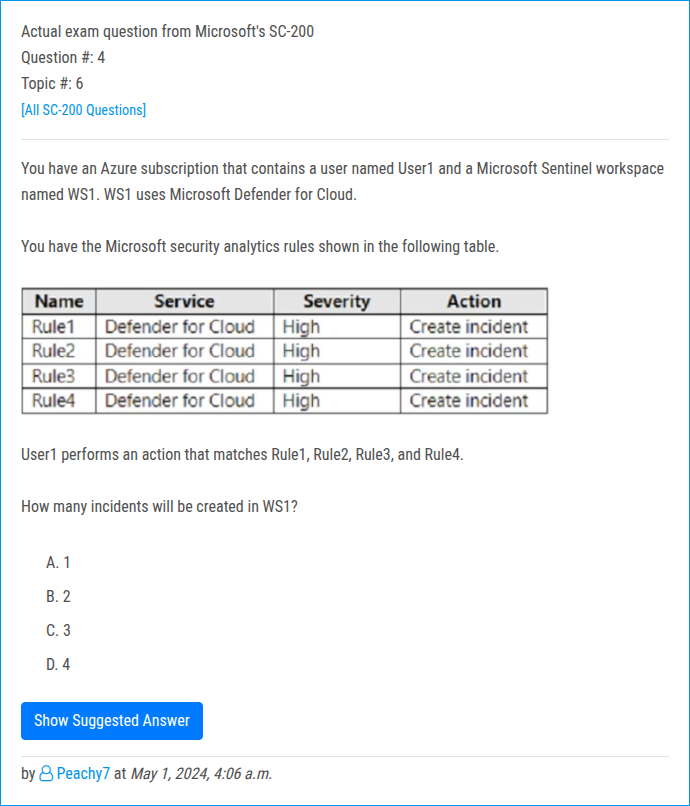 Actual exam question from Microsoft's SC-200
Question #: 4
Topic #: 6
[All SC-200 Questions]
You have an Azure subscription that contains a user named User1 and a Microsoft Sentinel workspace
named WS1. WS1 uses Microsoft Defender for Cloud.
You have the Microsoft security analytics rules shown in the following table.
Name Service Severity Action
Rule1 Defender for Cloud High Create incident
Rule2 Defender for Cloud High Create incident
Rule3 Defender for Cloud High Create incident
Rule4 Defender for Cloud High Create incident
User1 performs an action that matches Rule1, Rule2, Rule3, and Rule4.
How many incidents will be created in WS1?
A. 1
B. 2
C. 3
D. 4
Show Suggested Answer
by Peachy7 at May 1, 2024, 4:06 a.m.